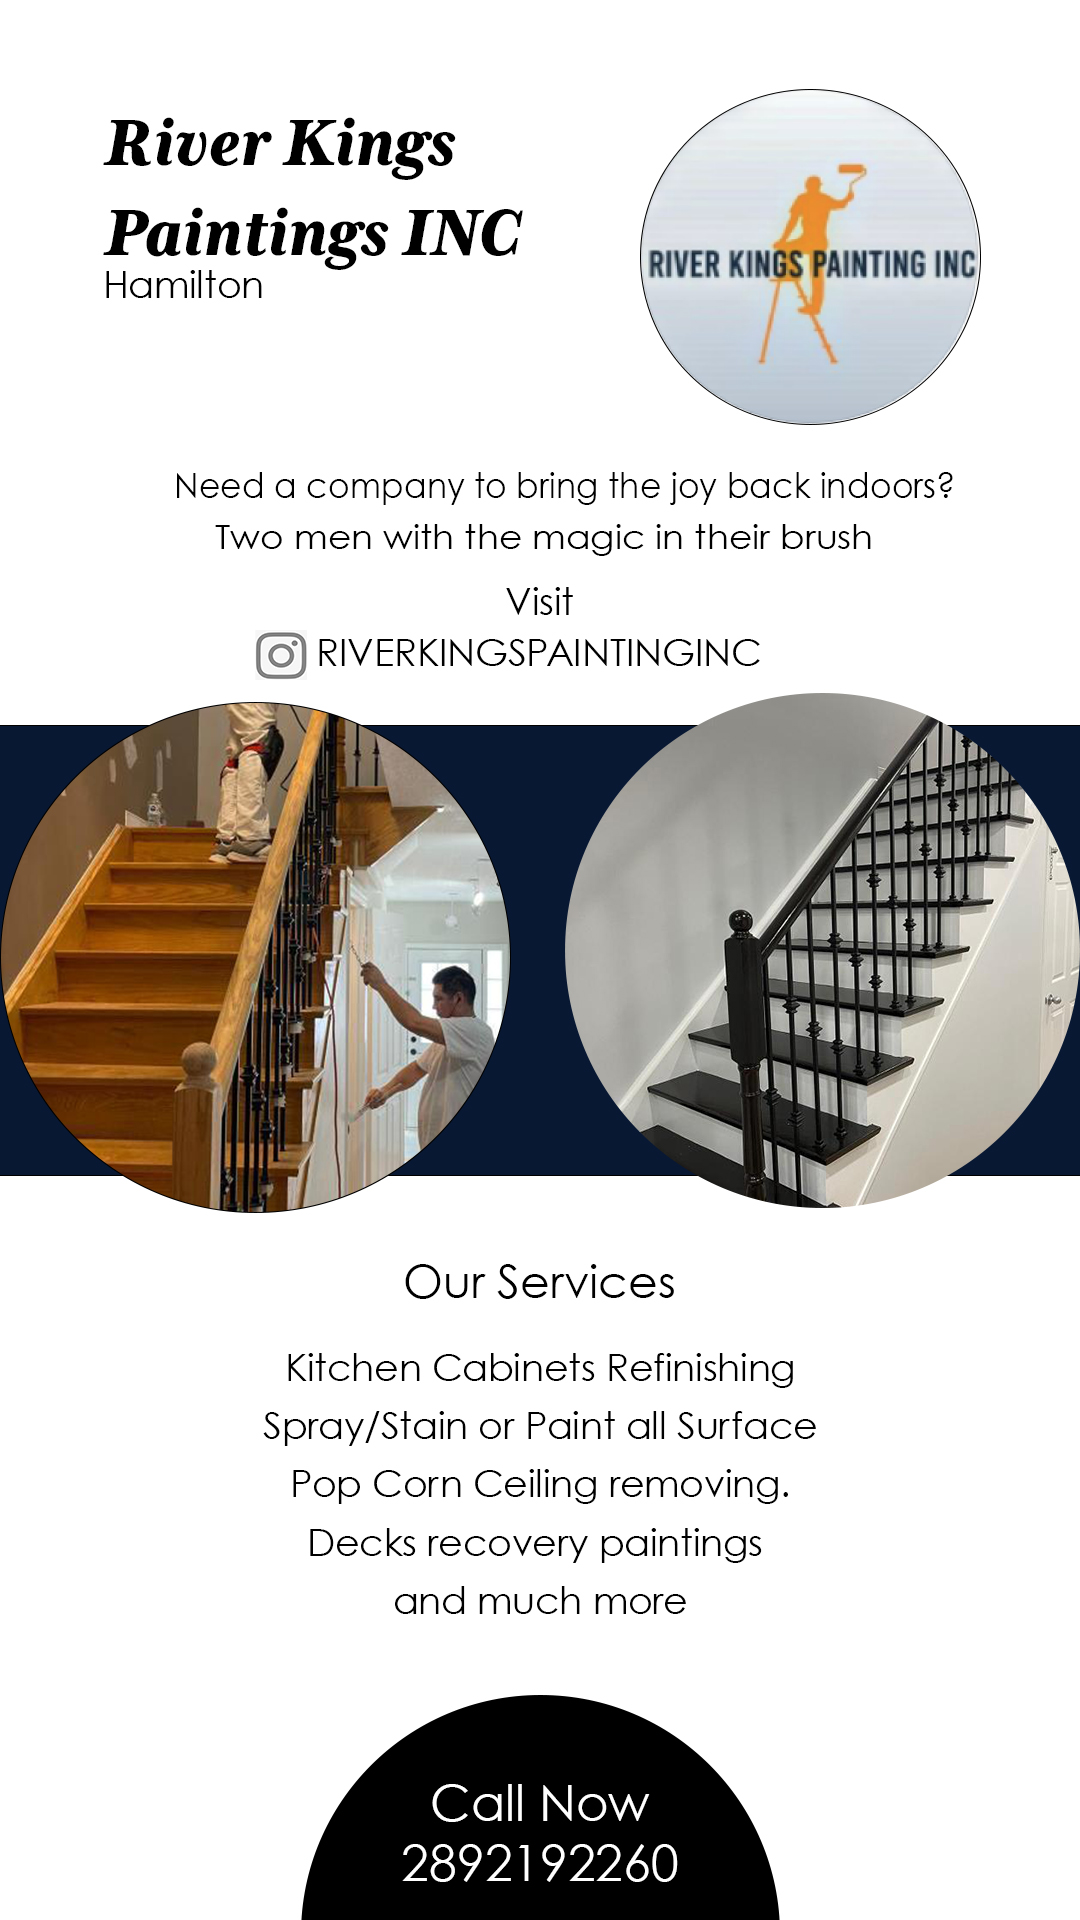 River Kings
Paintings INC
Hamilton
RIVER KINGS PAINTING INC
Need a company to bring the joy back indoors?
Two men with the magic in their brush
Visit
RIVERKINGSPAINTINGINC
Our Services
Kitchen Cabinets Refinishing
Spray/Stain or Paint all Surface
Pop Corn Ceiling removing.
Decks recovery paintings
and much more
Call Now
2892192260